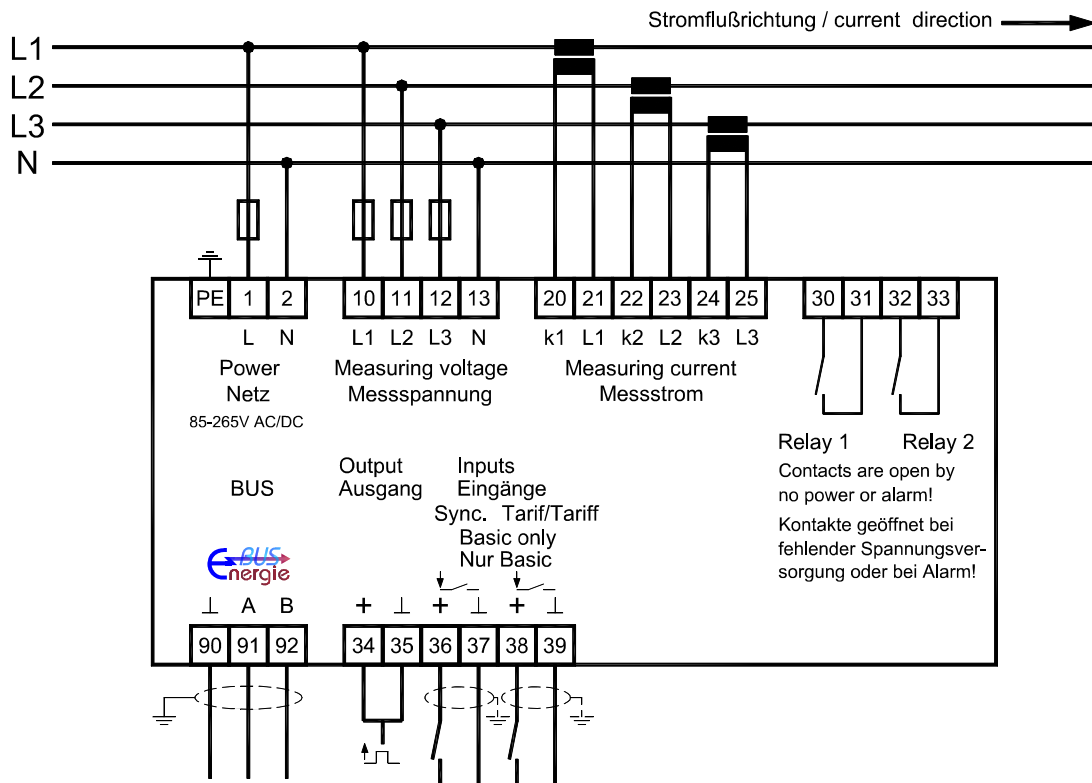 Stromflußrichtung / current direction
L1
L2
L3
N
PE 1 2 10 11 12 13 20 21 22 23 24 25 30 31 32 33
L N L1 L2 L3 N k1 L1 k2 L2 k3 L3
Power
Netz
85-265V AC/DC
Measuring voltage
Messspannung
Measuring current
Messstrom
Relay 1 Relay 2
Contacts are open by
no power or alarm!
Kontakte geöffnet bei
fehlender Spannungsver-
sorgung oder bei Alarm!
BUS
Output
Ausgang
Inputs
Eingänge
Sync. Tarif/Tariff
Basic only
Nur Basic
BUS
Energie
⊥ A B + ⊥ + ⊥ + ⊥
90 91 92 34 35 36 37 38 39